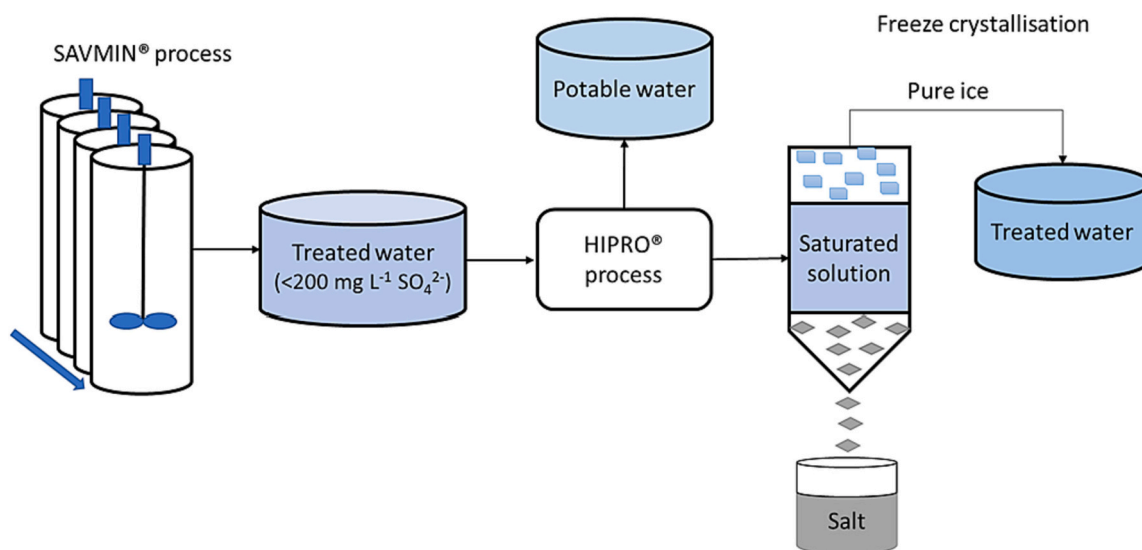 SAVMIN® process
Treated water
(<200 mg L⁻¹ SO₄²⁻)
Potable water
HIPRO®
process
Freeze crystallisation
Pure ice
Saturated
solution
Treated water
Salt